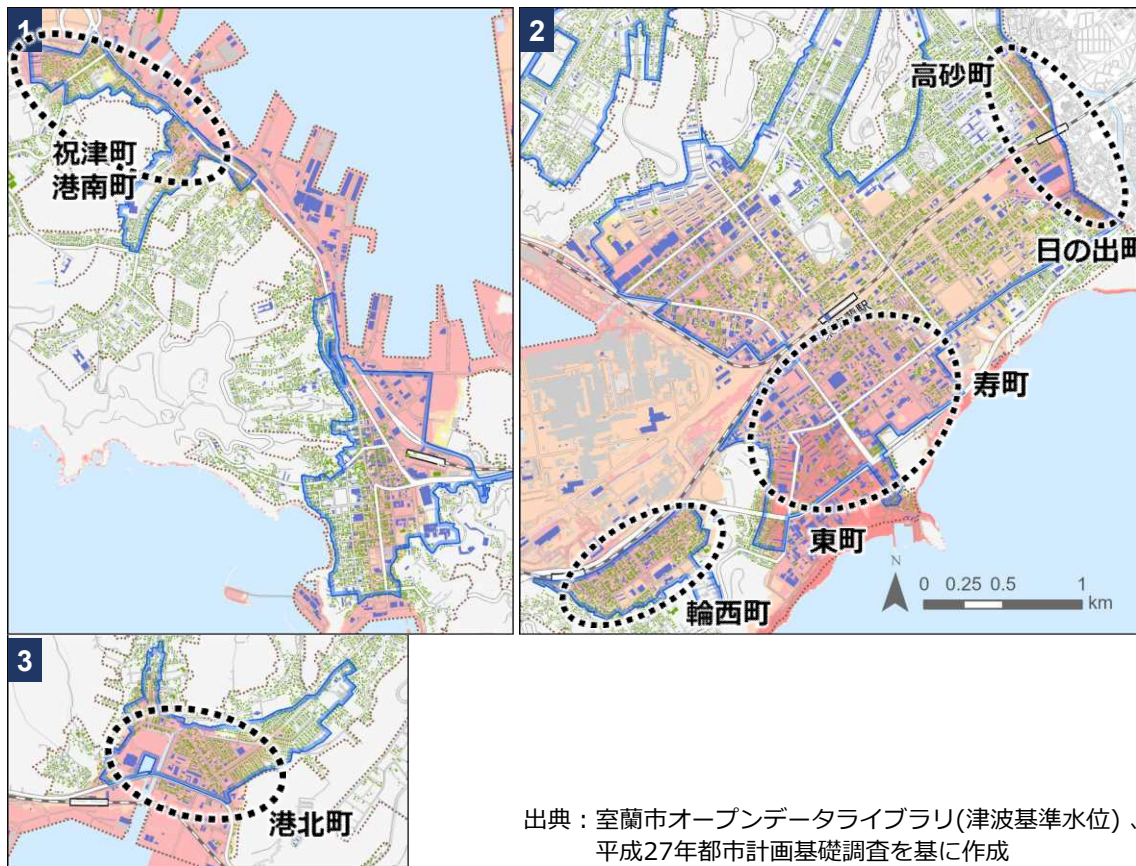 1
祝津町
港南町
2
高砂町
日の出町
寿町
東町
輪西町
N
0 0.25 0.5 1
km
3
港北町
出典：室蘭市オープンデータライブラリ(津波基準水位) 、
平成27年都市計画基礎調査を基に作成